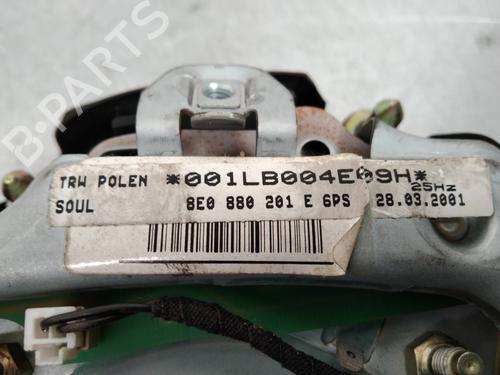 TRW POLEN *001LB004E09H*
25Hz
SOUL 8E0 880 201 E 6PS 28.03.2001
B-PARTS